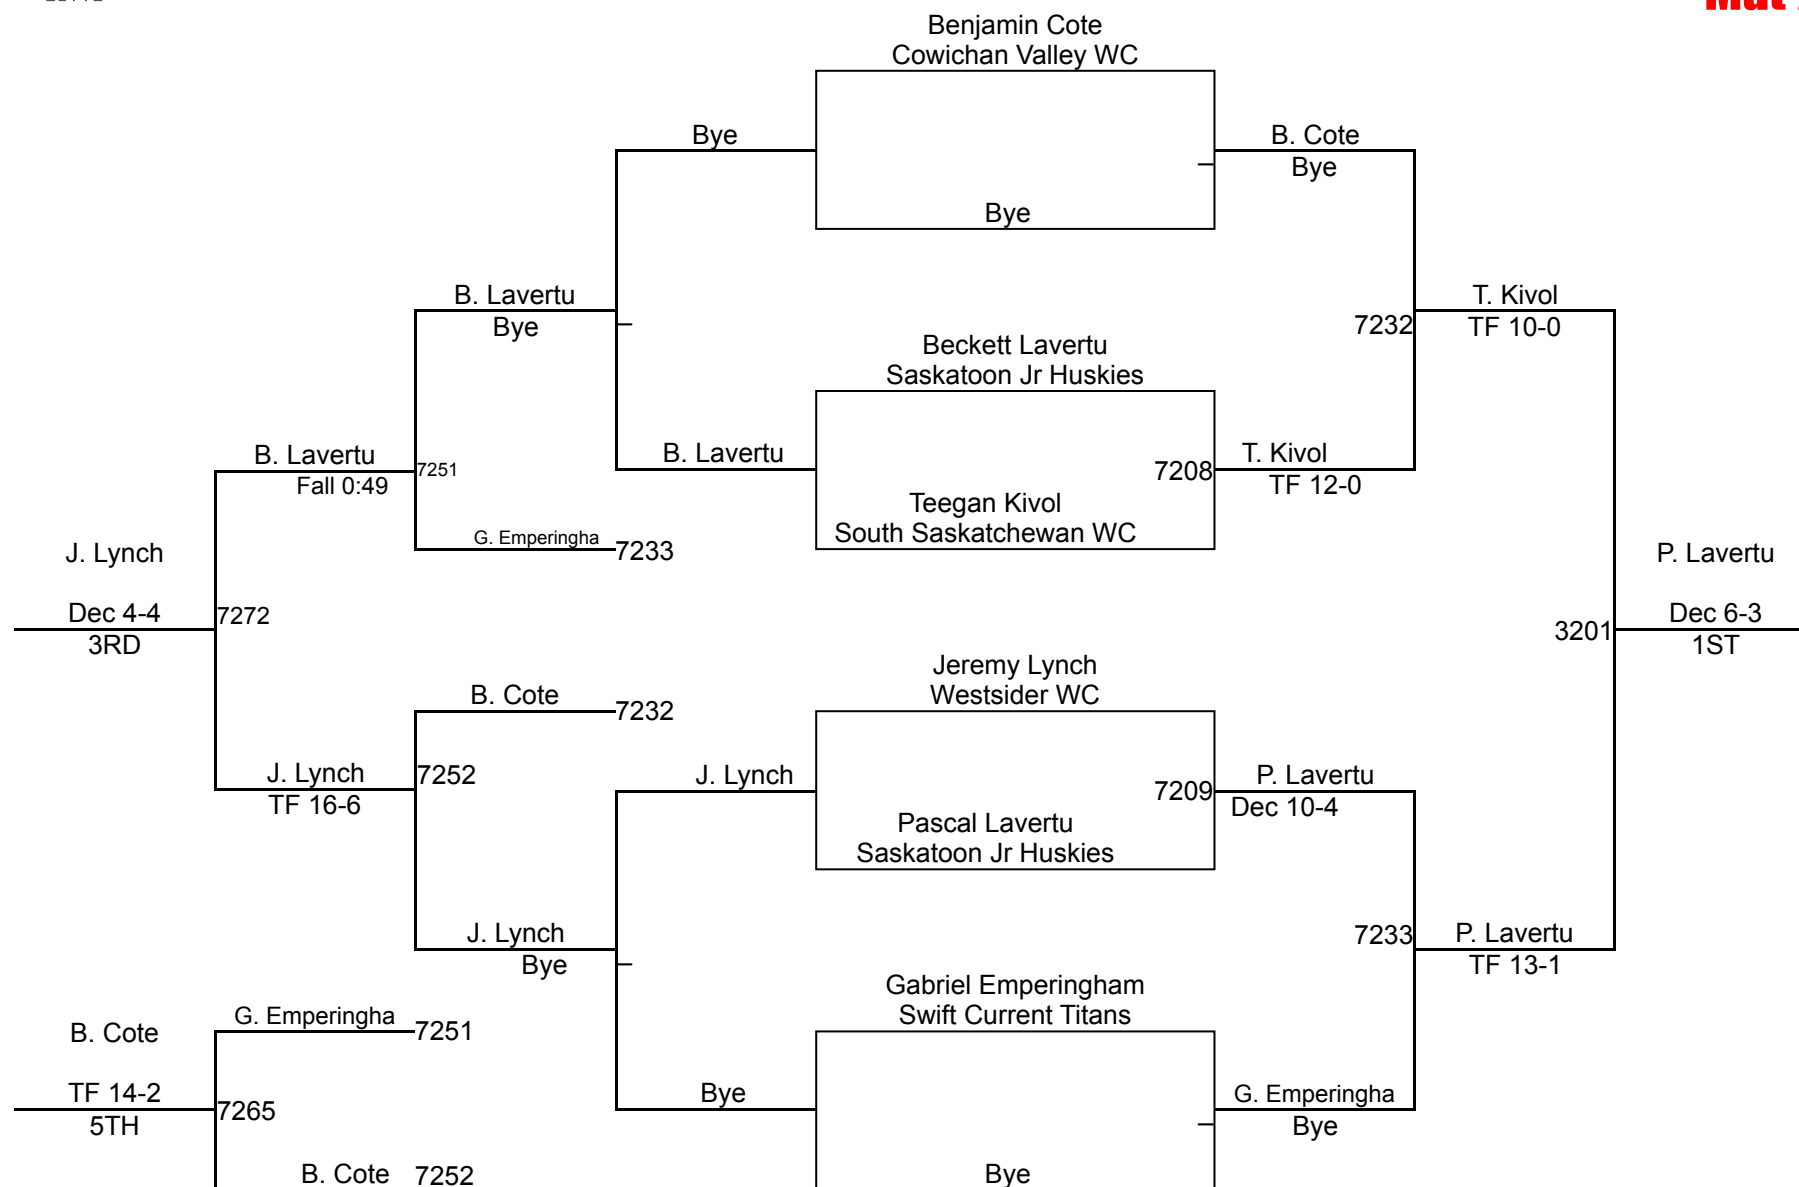 Benjamin Cote
Cowichan Valley WC
Bye
B. Cote
Bye
Bye
B. Lavertu
Bye
T. Kivol
7232
TF 10-0
Beckett Lavertu
Saskatoon Jr Huskies
B. Lavertu
Fall 0:49
7251
B. Lavertu
7208
T. Kivol
TF 12-0
Teegan Kivol
South Saskatchewan WC
G. Emperingha
7233
J. Lynch
Dec 4-4
3RD
7272
P. Lavertu
3201
Dec 6-3
1ST
Jeremy Lynch
Westsider WC
B. Cote
7232
J. Lynch
TF 16-6
7252
J. Lynch
7209
P. Lavertu
Dec 10-4
Pascal Lavertu
Saskatoon Jr Huskies
J. Lynch
Bye
7233
P. Lavertu
TF 13-1
Gabriel Emperingham
Swift Current Titans
G. Emperingha
7251
B. Cote
TF 14-2
5TH
7265
Bye
G. Emperingha
Bye
B. Cote
7252
Bye